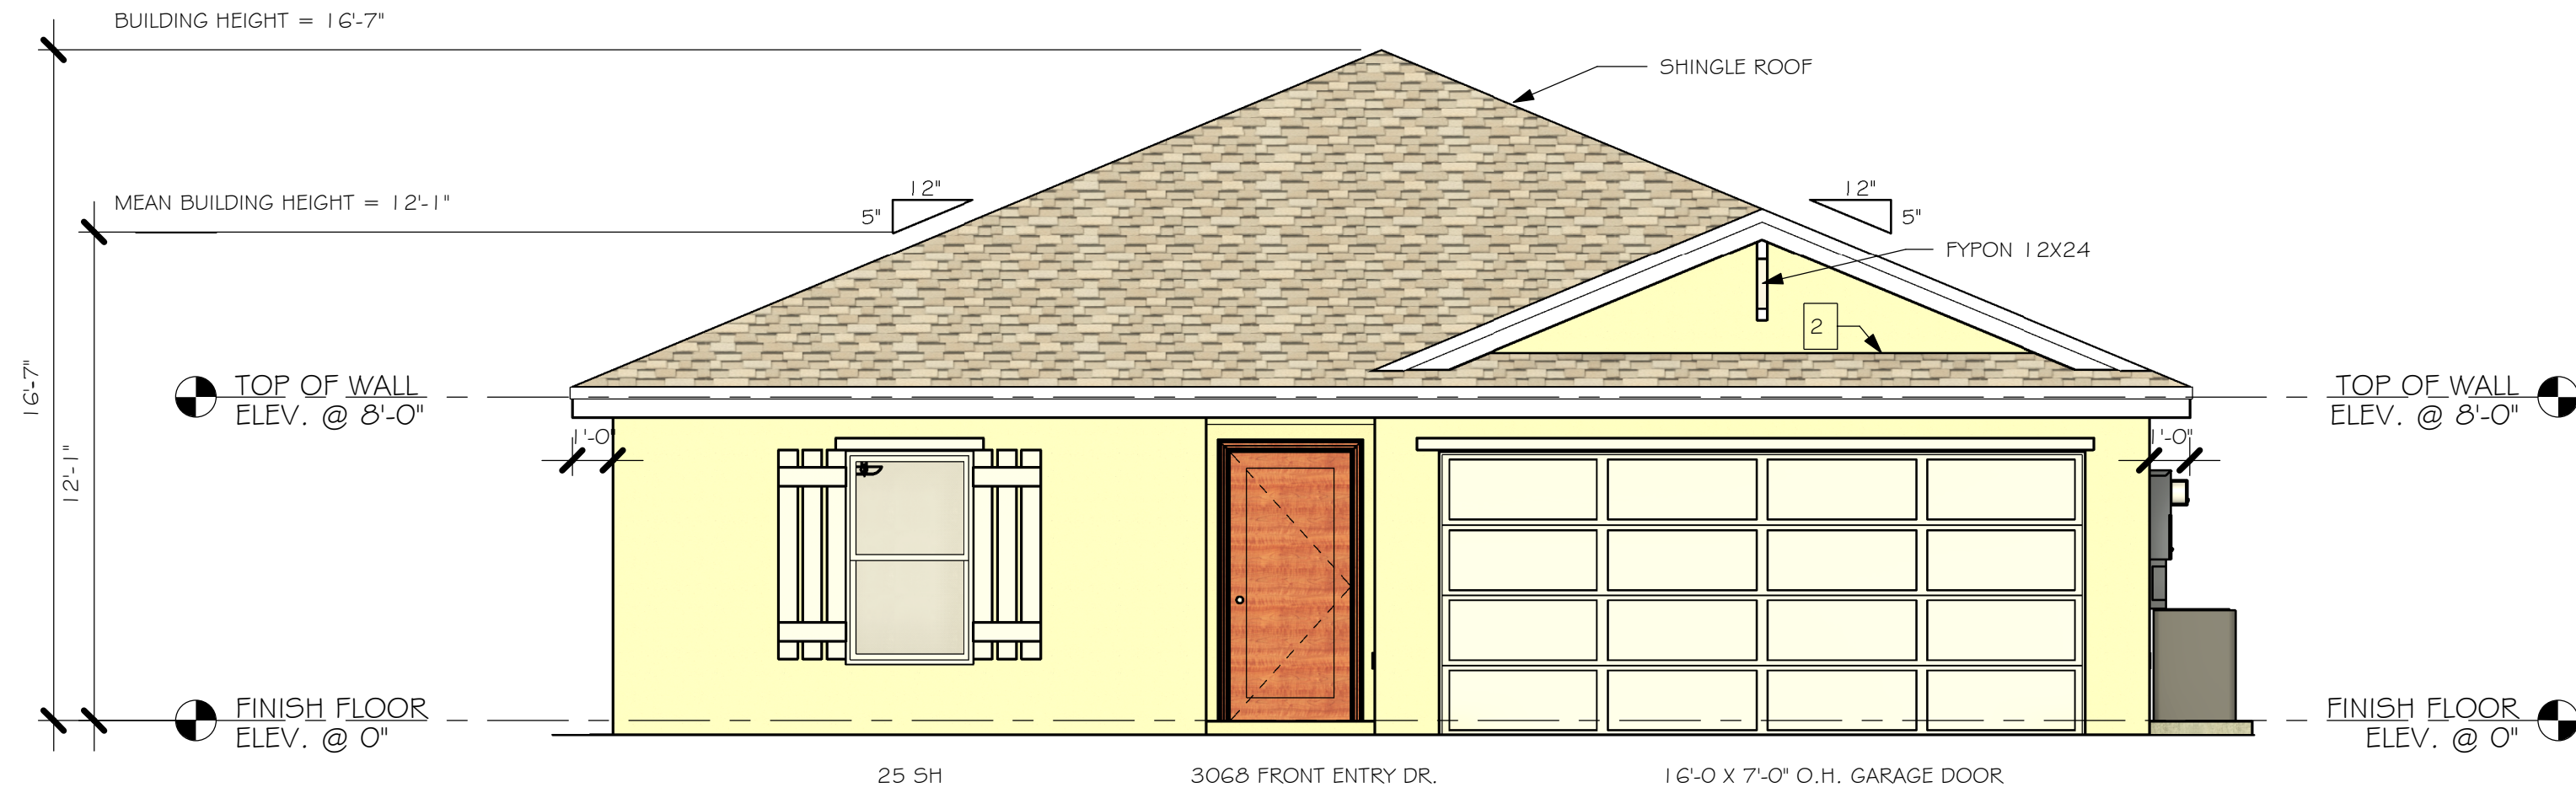 BUILDING HEIGHT = 16'-7"
SHINGLE ROOF
MEAN BUILDING HEIGHT = 12'-1"
12"
5"
12"
5"
FYPON 12X24
2
16'-7"
12'-1"
TOP OF WALL
ELEV. @ 8'-0"
TOP OF WALL
ELEV. @ 8'-0"
1'-0"
1'-0"
FINISH FLOOR
ELEV. @ 0"
FINISH FLOOR
ELEV. @ 0"
25 SH
3068 FRONT ENTRY DR.
16'-0 X 7'-0" O.H. GARAGE DOOR